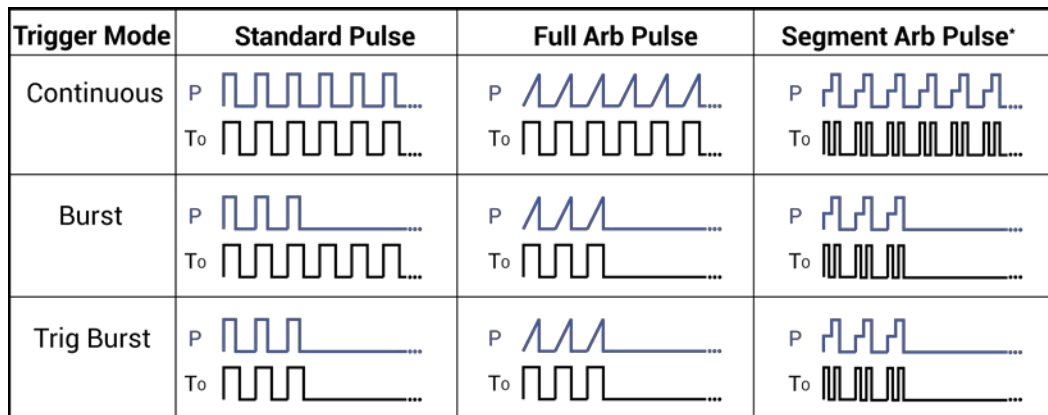 Trigger Mode Standard Pulse Full Arb Pulse Segment Arb Pulse*
Continuous P ... P ... P ...
To ... To ... To ...
Burst P ... P ... P ...
To ... To ... To ...
Trig Burst P ... P ... P ...
To ... To ... To ...